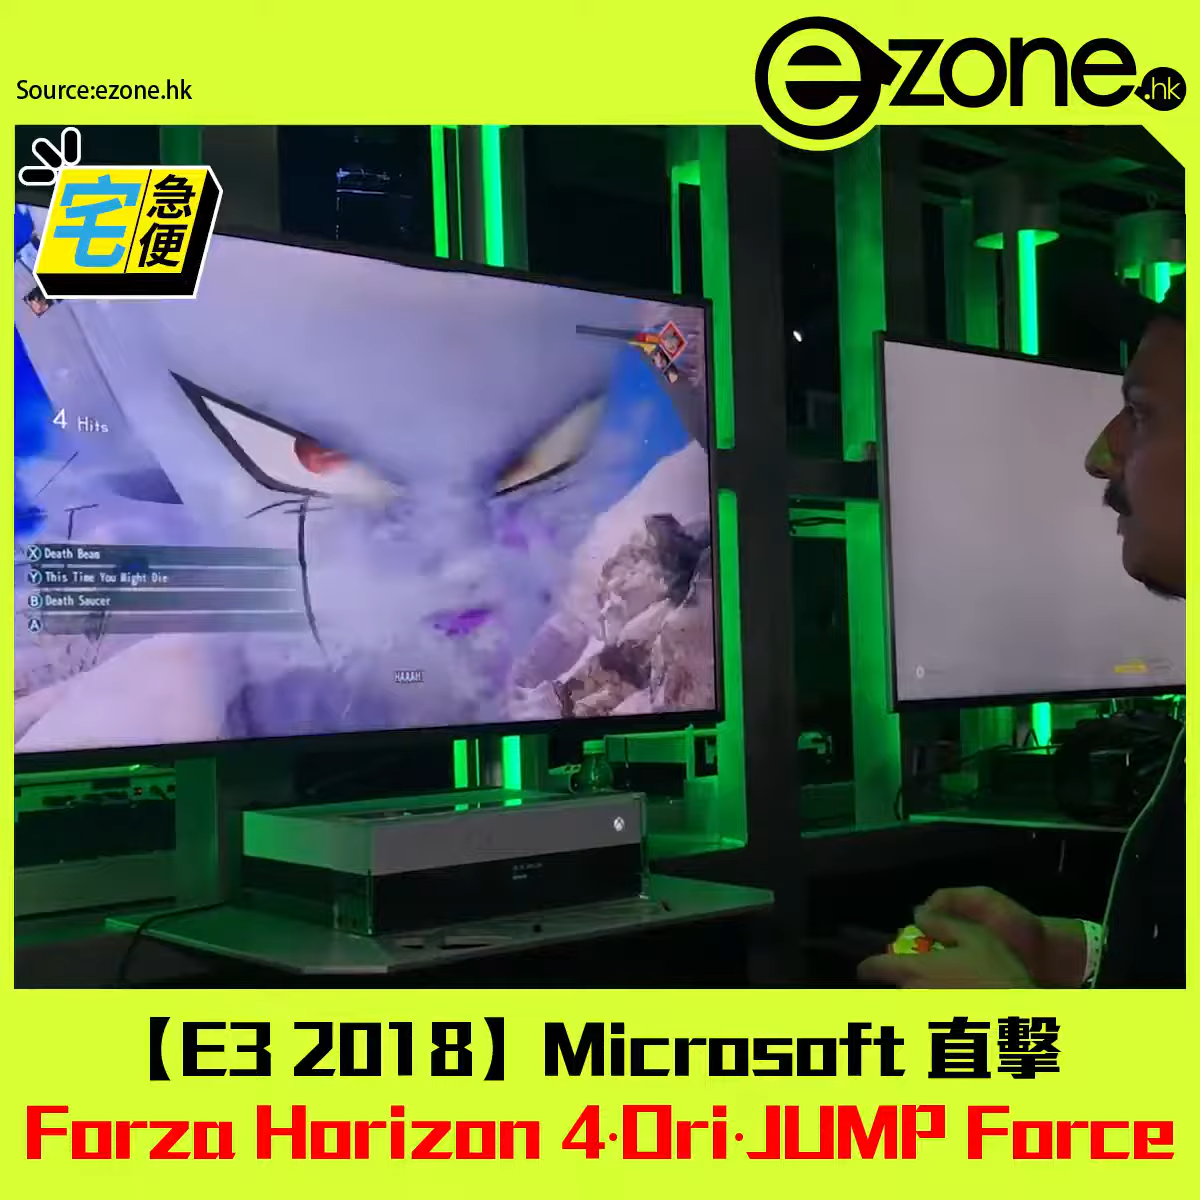 Source:ezone.hk
ezone.hk
宅急便
4 Hits
X Death Beam
Y This Time You Might Die
B Death Saucer
A
HAAAH!
0
【E3 2018】Microsoft 直擊
Forza Horizon 4·Ori·JUMP Force